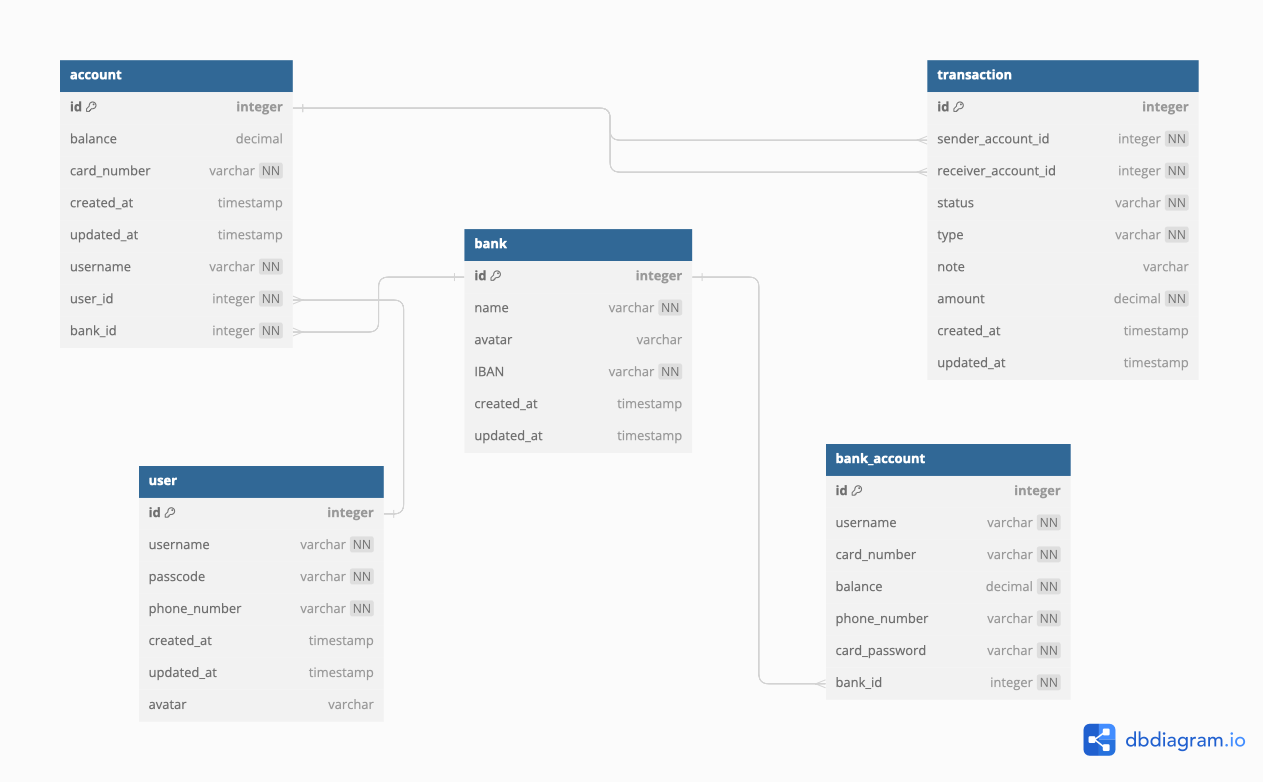 account
id integer
balance decimal
card_number varchar NN
created_at timestamp
updated_at timestamp
username varchar NN
user_id integer NN
bank_id integer NN
transaction
id integer
sender_account_id integer NN
receiver_account_id integer NN
status varchar NN
type varchar NN
note varchar
amount decimal NN
created_at timestamp
updated_at timestamp
bank
id integer
name varchar NN
avatar varchar
IBAN varchar NN
created_at timestamp
updated_at timestamp
user
id integer
username varchar NN
passcode varchar NN
phone_number varchar NN
created_at timestamp
updated_at timestamp
avatar varchar
bank_account
id integer
username varchar NN
card_number varchar NN
balance decimal NN
phone_number varchar NN
card_password varchar NN
bank_id integer NN
dbdiagram.io